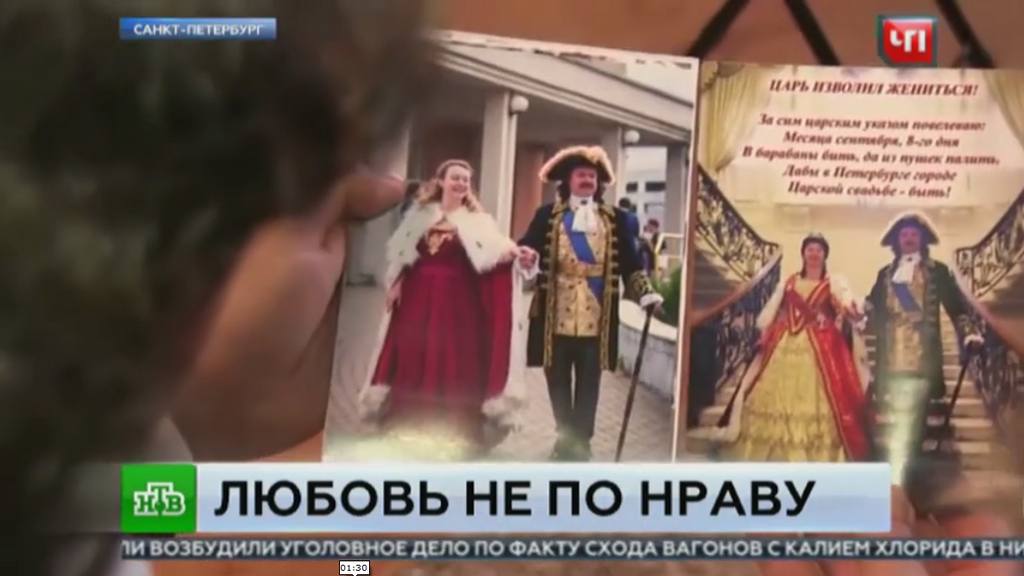 САНКТ-ПЕТЕРБУРГ
ЧП
ЦАРЬ ИЗВОЛИЛ ЖЕНИТЬСЯ!
За сим царским указом повелеваю:
Месяца сентября, 8-го дня
В барабаны бить, да из пушек палить,
Дабы в Петербурге городе
Царской свадьбе - быть!
НТВ
ЛЮБОВЬ НЕ ПО НРАВУ
ЛИ ВОЗБУДИЛИ УГОЛОВНОЕ ДЕЛО ПО ФАКТУ СХОДА ВАГОНОВ С КАЛИЕМ ХЛОРИДА В НИ
01:30